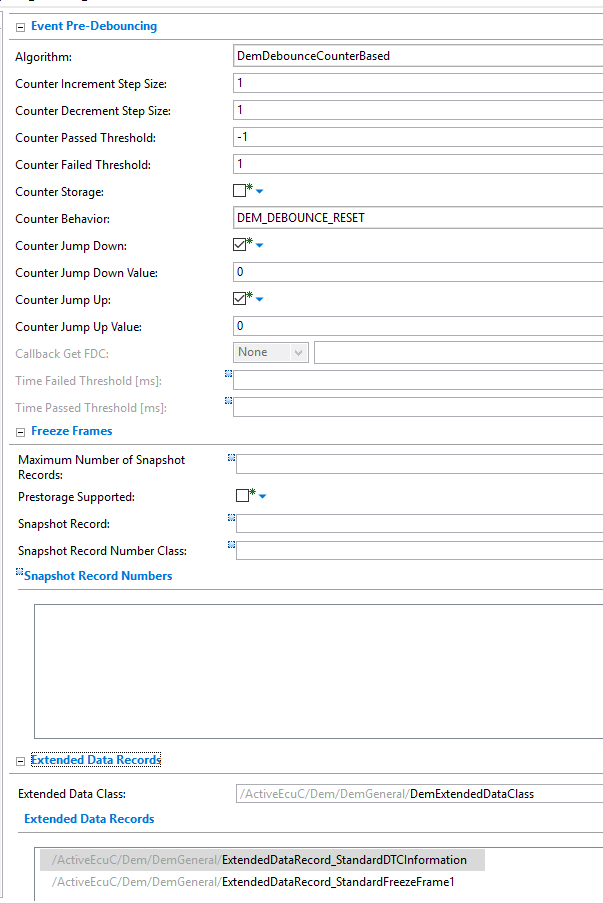 Event Pre-Debouncing
Algorithm: DemDebounceCounterBased
Counter Increment Step Size: 1
Counter Decrement Step Size: 1
Counter Passed Threshold: -1
Counter Failed Threshold: 1
Counter Storage:
Counter Behavior: DEM_DEBOUNCE_RESET
Counter Jump Down:
Counter Jump Down Value: 0
Counter Jump Up:
Counter Jump Up Value: 0
Callback Get FDC: None
Time Failed Threshold [ms]:
Time Passed Threshold [ms]:
Freeze Frames
Maximum Number of Snapshot
Records:
Prestorage Supported:
Snapshot Record:
Snapshot Record Number Class:
Snapshot Record Numbers
Extended Data Records
Extended Data Class: /ActiveEcuC/Dem/DemGeneral/DemExtendedDataClass
Extended Data Records
/ActiveEcuC/Dem/DemGeneral/ExtendedDataRecord_StandardDTCInformation
/ActiveEcuC/Dem/DemGeneral/ExtendedDataRecord_StandardFreezeFrame1